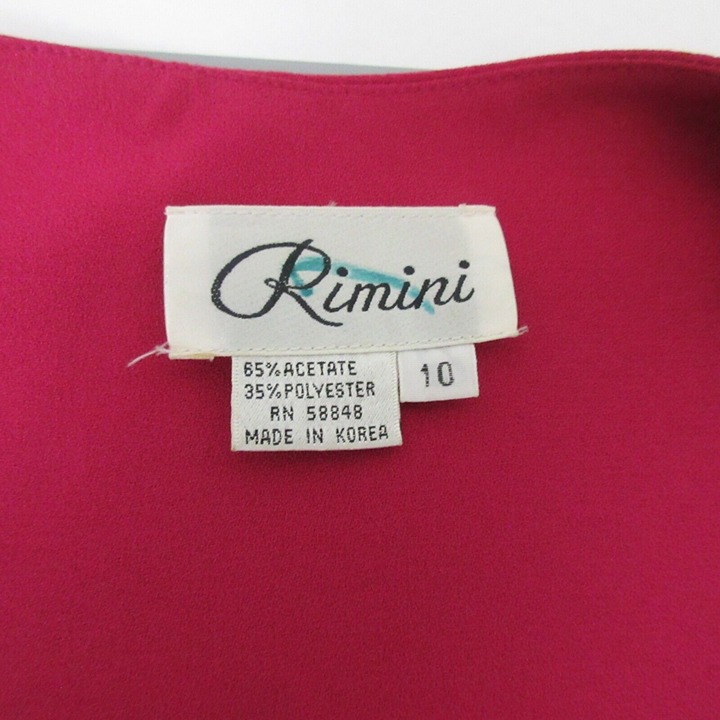 Rimini
65% ACETATE
35% POLYESTER
RN 58848
MADE IN KOREA
10